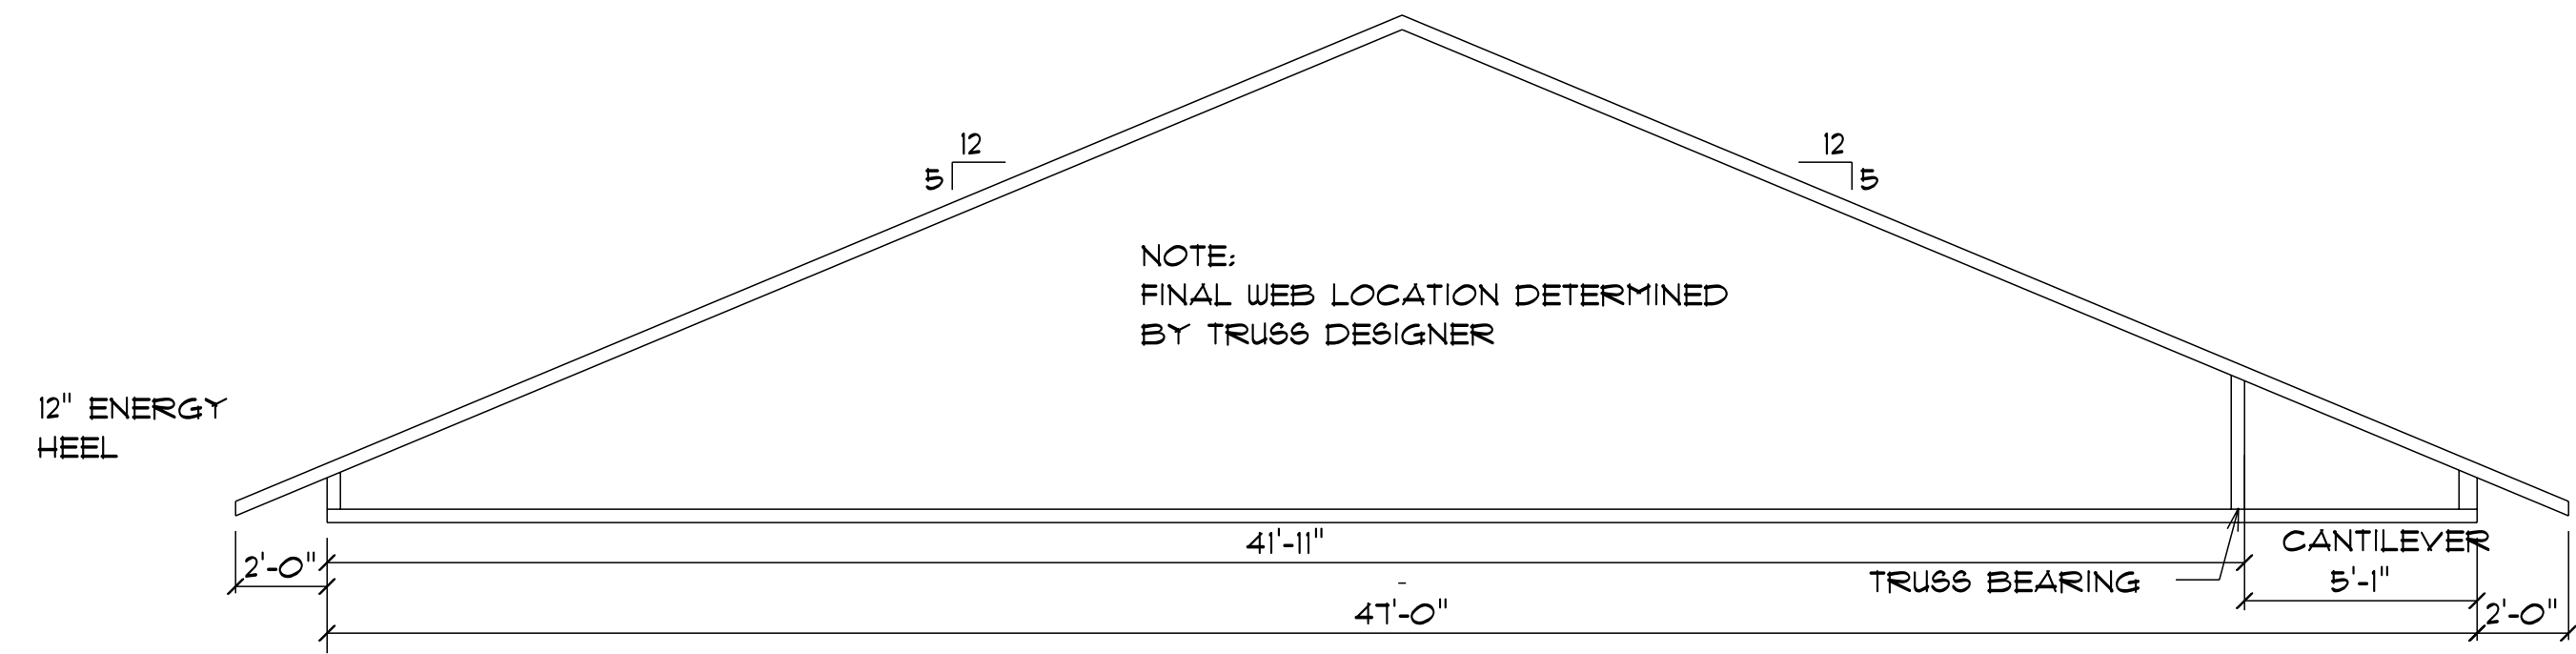 12
5
12
5
NOTE:
FINAL WEB LOCATION DETERMINED
BY TRUSS DESIGNER
12" ENERGY
HEEL
41'-11"
CANTILEVER
2'-0"
TRUSS BEARING
5'-1"
47'-0"
2'-0"